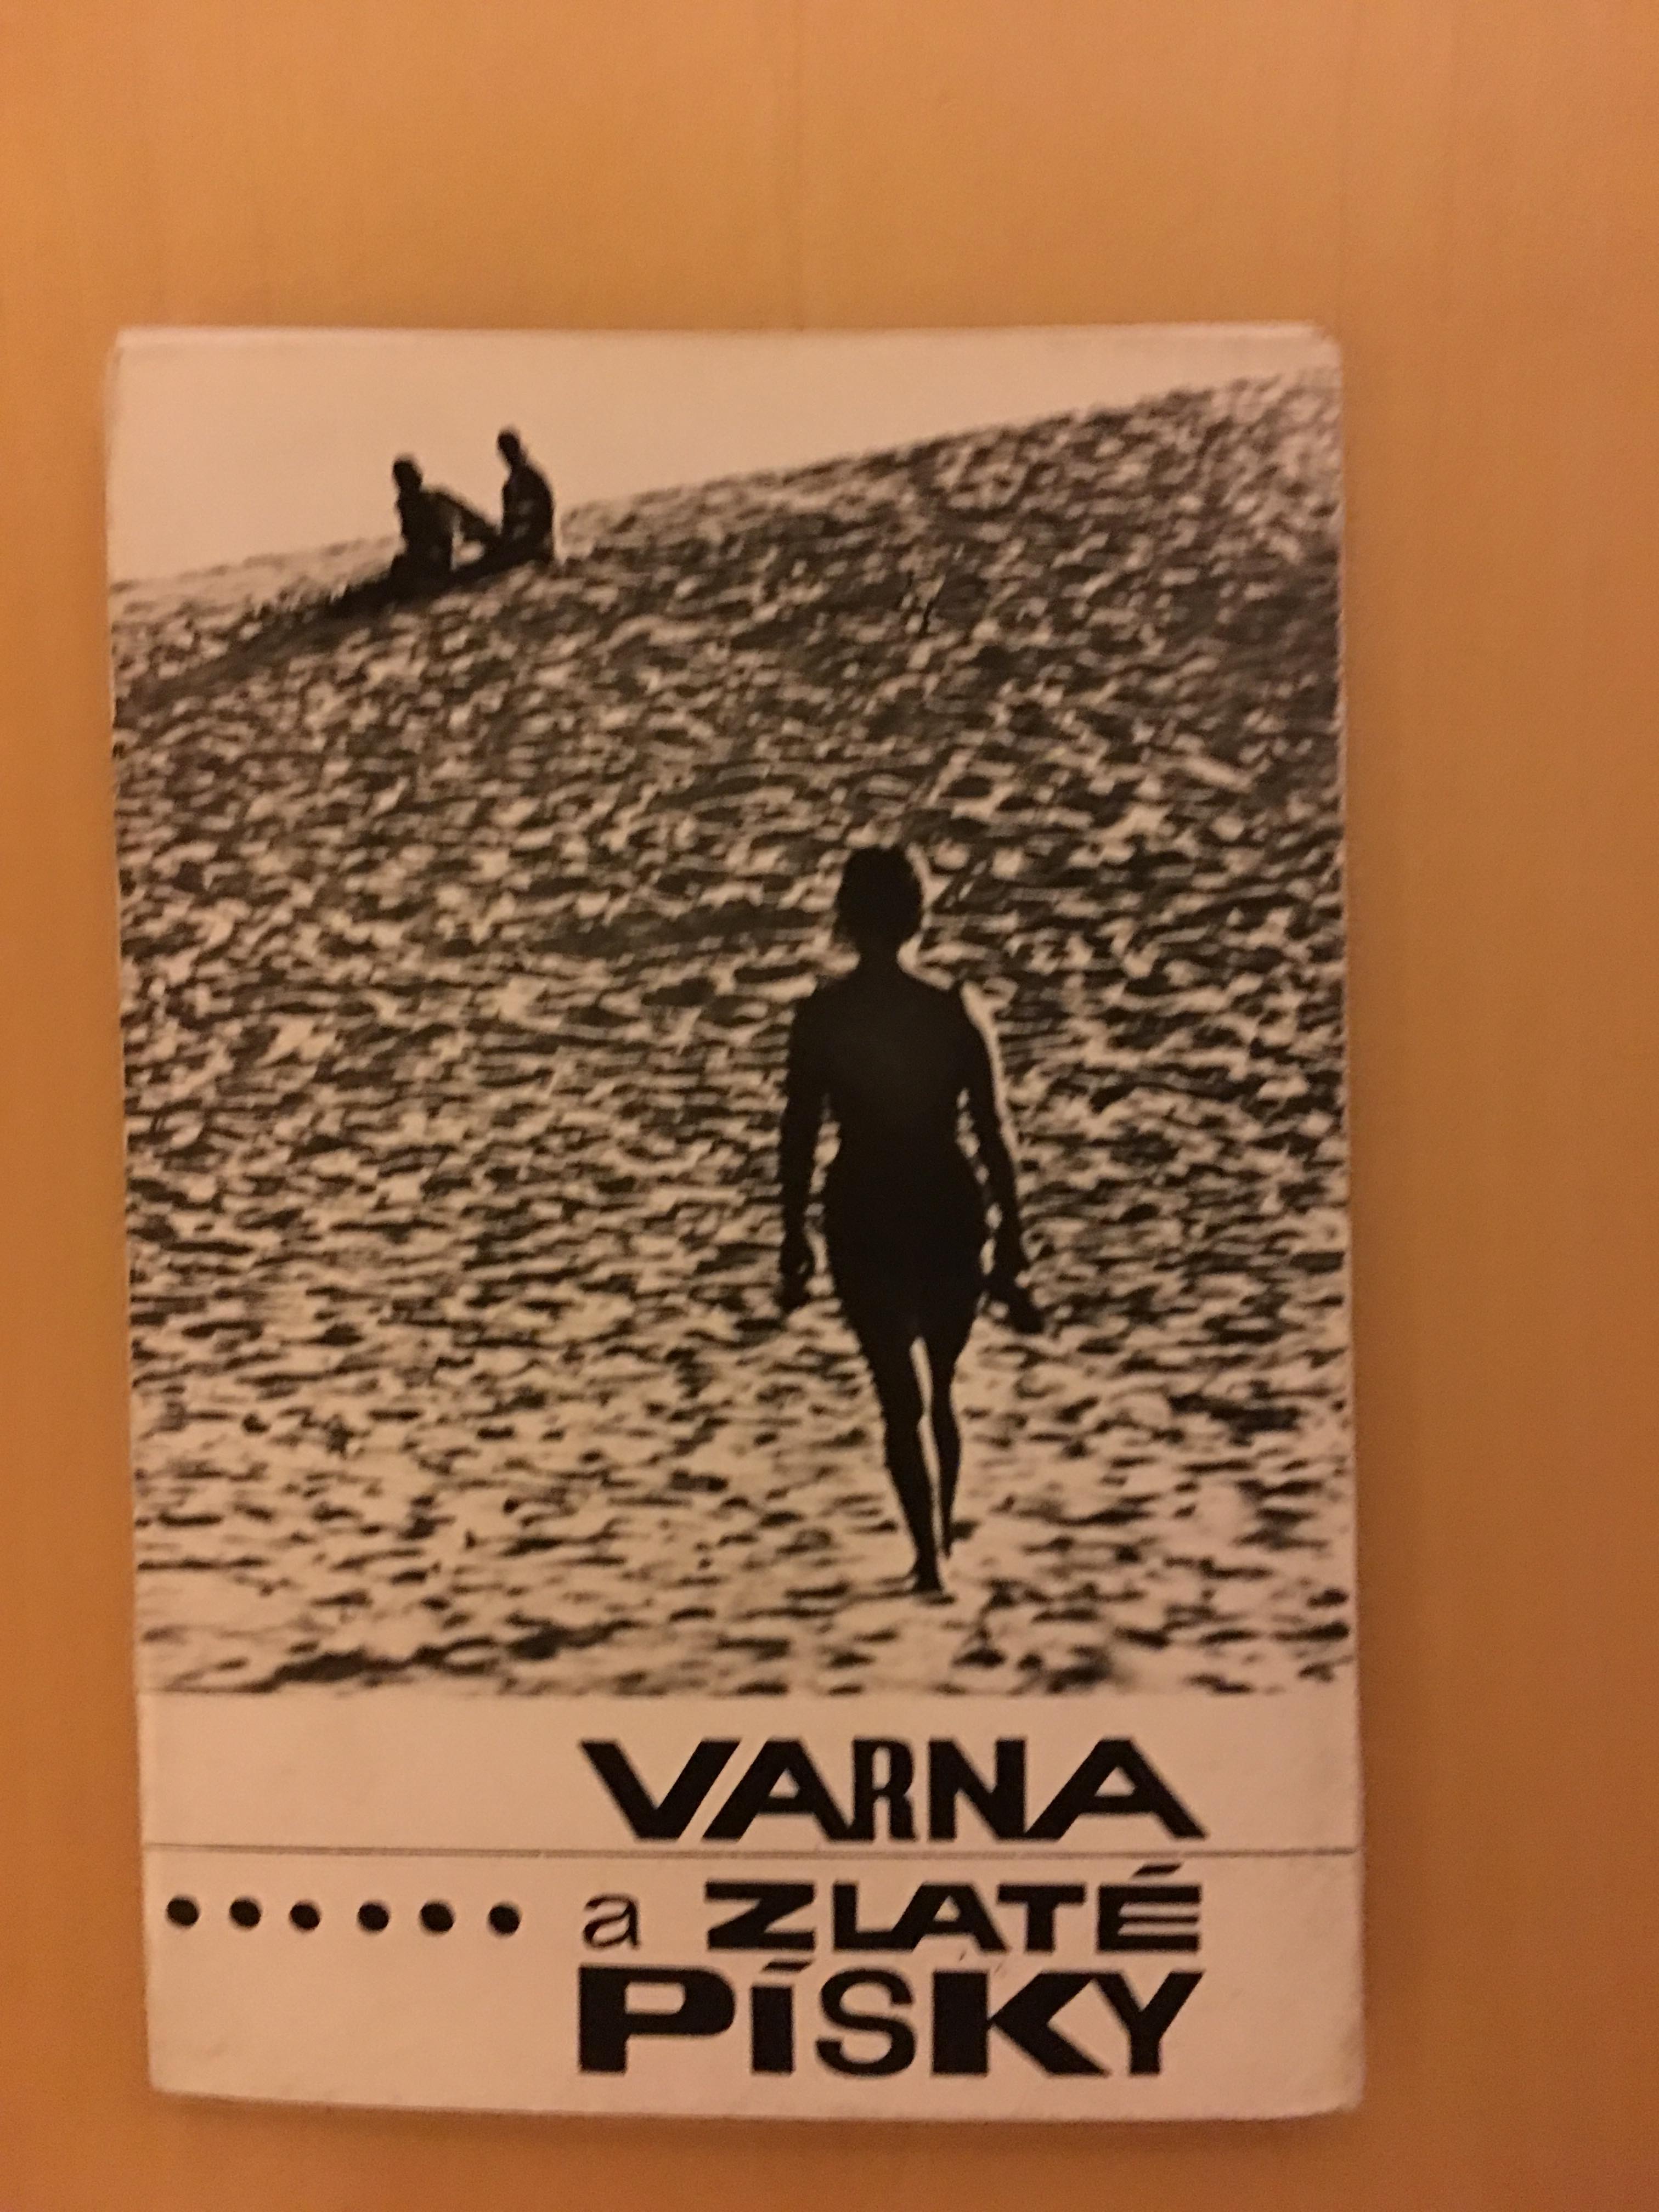 VARNA
a ZLATÉ
PÍSKY